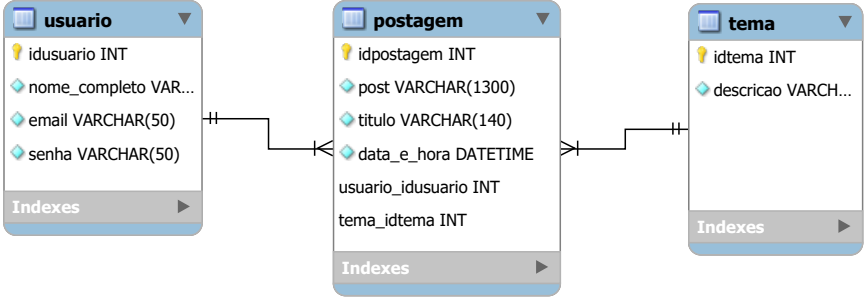 usuario
idusuario INT
nome_completo VAR...
email VARCHAR(50)
senha VARCHAR(50)
Indexes
postagem
idpostagem INT
post VARCHAR(1300)
titulo VARCHAR(140)
data_e_hora DATETIME
usuario_idusuario INT
tema_idtema INT
Indexes
tema
idtema INT
descricao VARCH...
Indexes